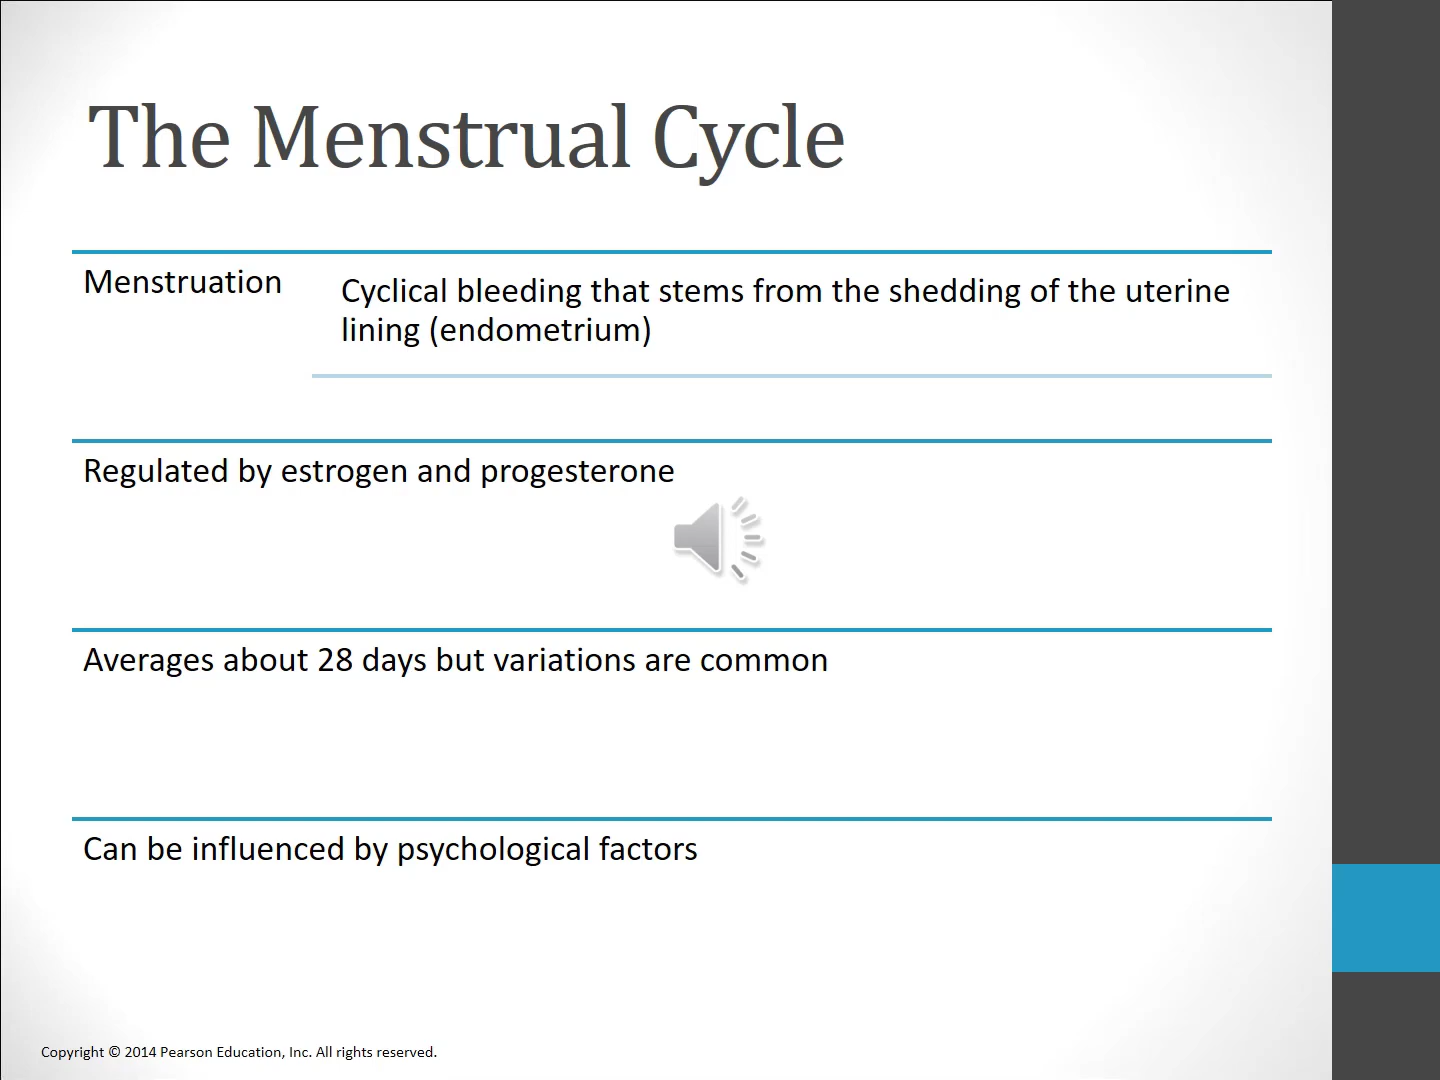 The Menstrual Cycle
Menstruation
Cyclical bleeding that stems from the shedding of the uterine
lining (endometrium)
Regulated by estrogen and progesterone
Averages about 28 days but variations are common
Can be influenced by psychological factors
Copyright © 2014 Pearson Education, Inc. All rights reserved.